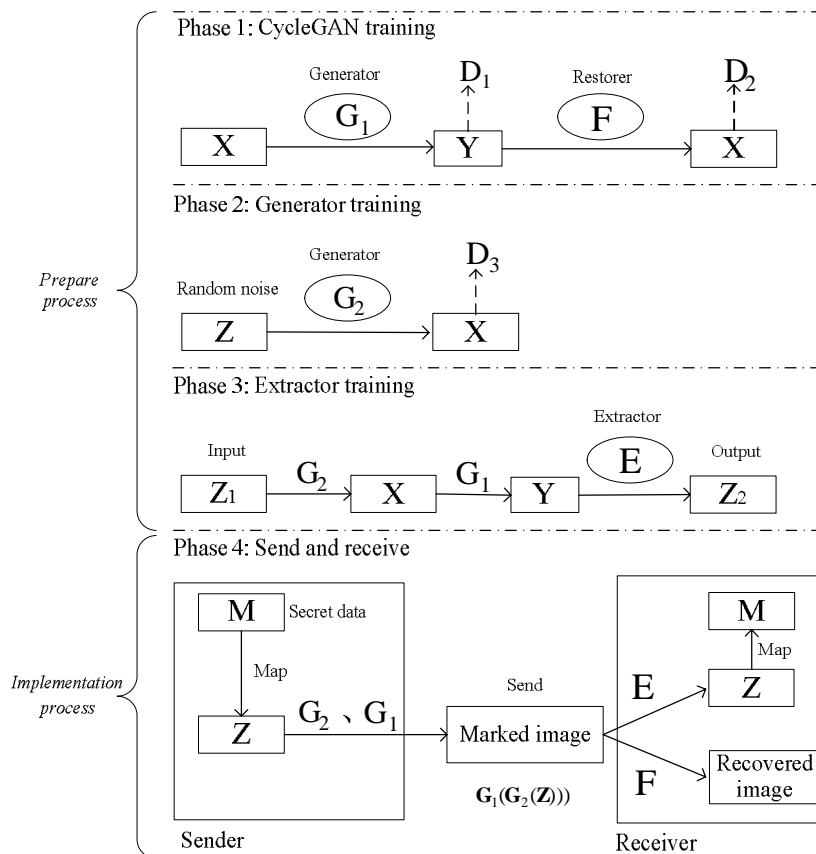 Phase 1: CycleGAN training
Generator
G1
D1
Restorer
F
D2
X
Y
X
Phase 2: Generator training
Prepare
process
Generator
G2
D3
Random noise
Z
X
Phase 3: Extractor training
Input
Z1
G2
X
G1
Y
Extractor
E
Output
Z2
Phase 4: Send and receive
Implementation
process
M
Secret data
Map
Z
G2 、G1
Sender
Send
Marked image
G1(G2(Z)))
M
Map
Z
E
F
Recovered
image
Receiver